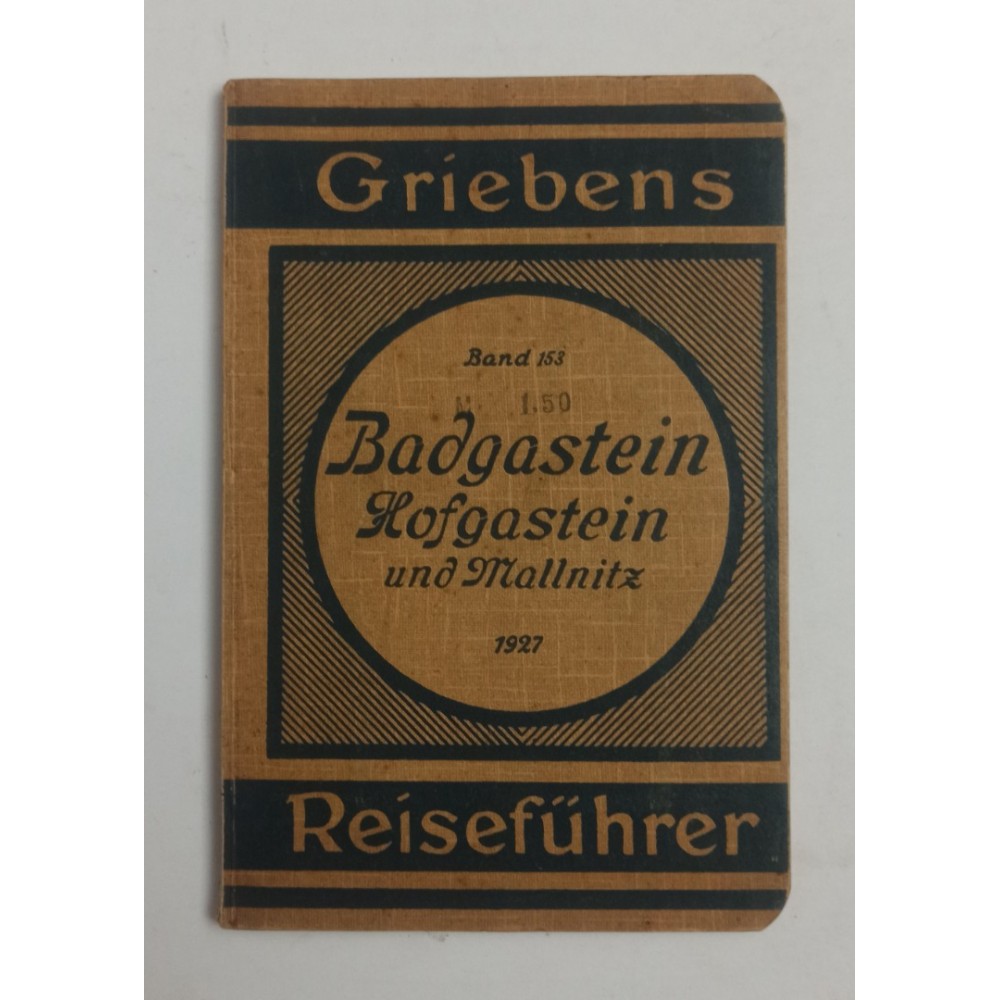 Griebens
Band 153
M. 1.50
Badgastein
Hofgastein
und Mallnitz
1927
Reiseführer